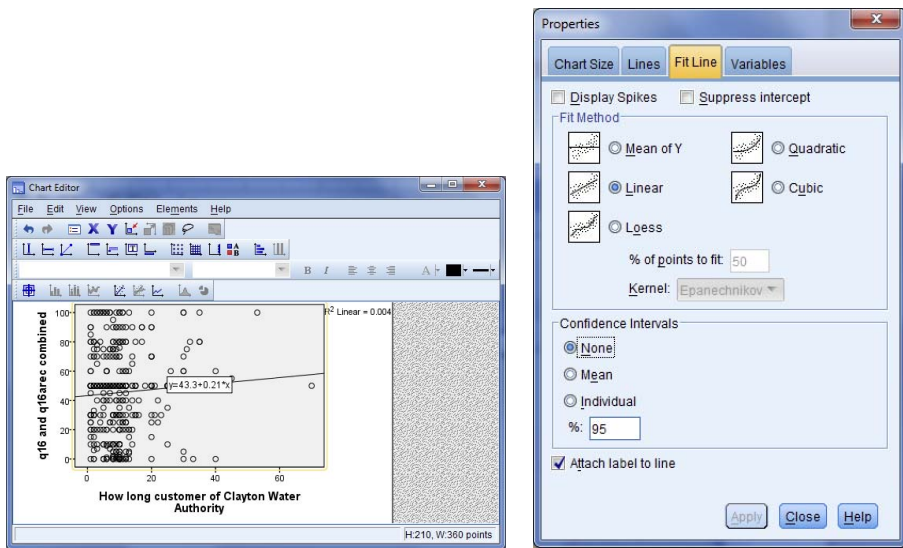 Chart Editor
File Edit View Options Elements Help
B I
A
R² Linear = 0.004
100
80
60
40
20
0
y=43.3+0.21*x
q16 and q16arec combined
0 20 40 60
How long customer of Clayton Water
Authority
H:210, W:360 points
Properties
Chart Size Lines Fit Line Variables
Display Spikes Suppress intercept
Fit Method
Mean of Y Quadratic
Linear Cubic
Loess
% of points to fit: 50
Kernel: Epanechnikov
Confidence Intervals
None
Mean
Individual
%: 95
Attach label to line
Apply Close Help